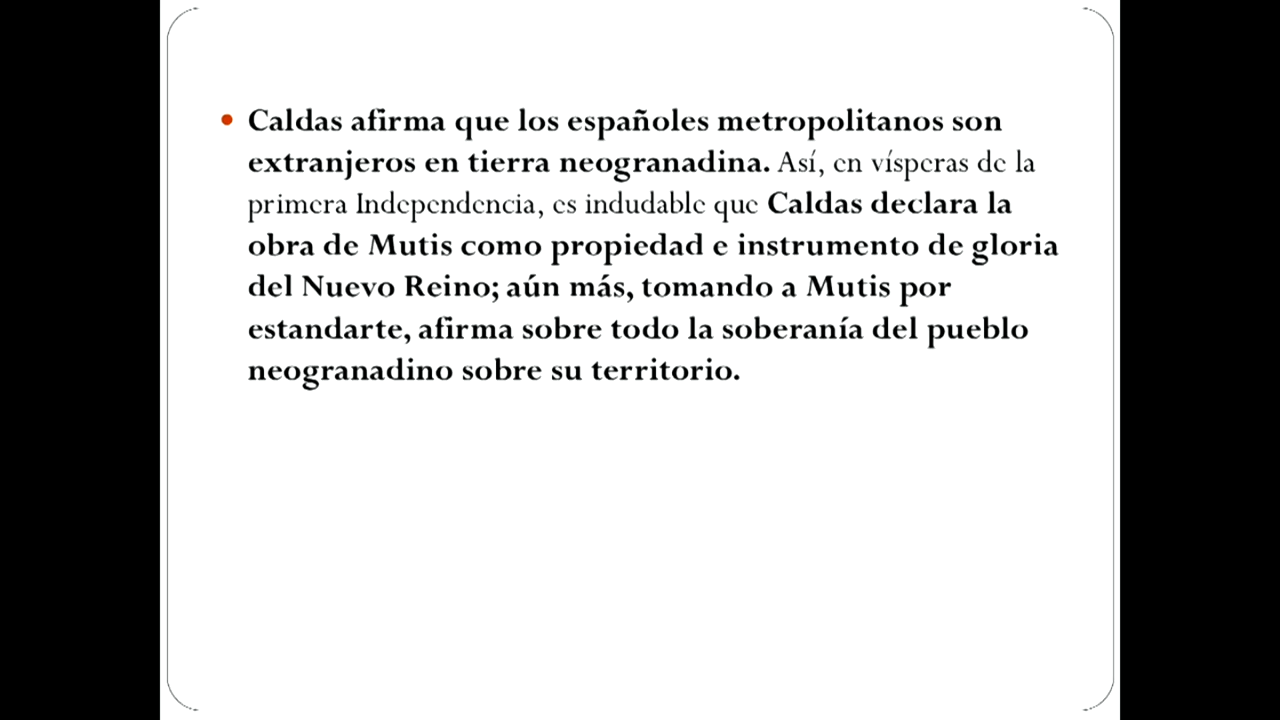 • Caldas afirma que los españoles metropolitanos son
extranjeros en tierra neogranadina. Así, en vísperas de la
primera Independencia, es indudable que Caldas declara la
obra de Mutis como propiedad e instrumento de gloria
del Nuevo Reino; aún más, tomando a Mutis por
estandarte, afirma sobre todo la soberanía del pueblo
neogranadino sobre su territorio.